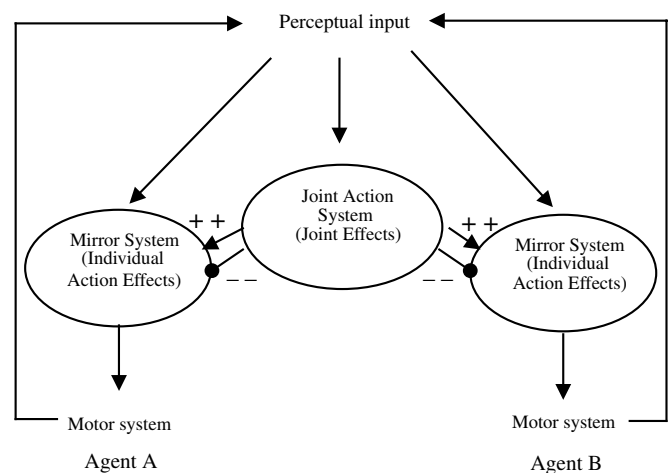 Perceptual input
Joint Action
System
(Joint Effects)
+ +
+ +
Mirror System
(Individual
Action Effects)
Mirror System
(Individual
Action Effects)
– –
– –
Motor system
Motor system
Agent A
Agent B